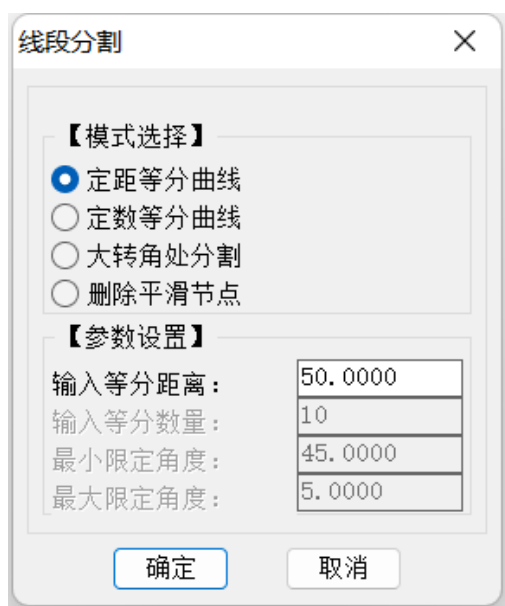 线段分割
【模式选择】
定距等分曲线
定数等分曲线
大转角处分割
删除平滑节点
【参数设置】
输入等分距离： 50.0000
输入等分数量： 10
最小限定角度： 45.0000
最大限定角度： 5.0000
确定 取消